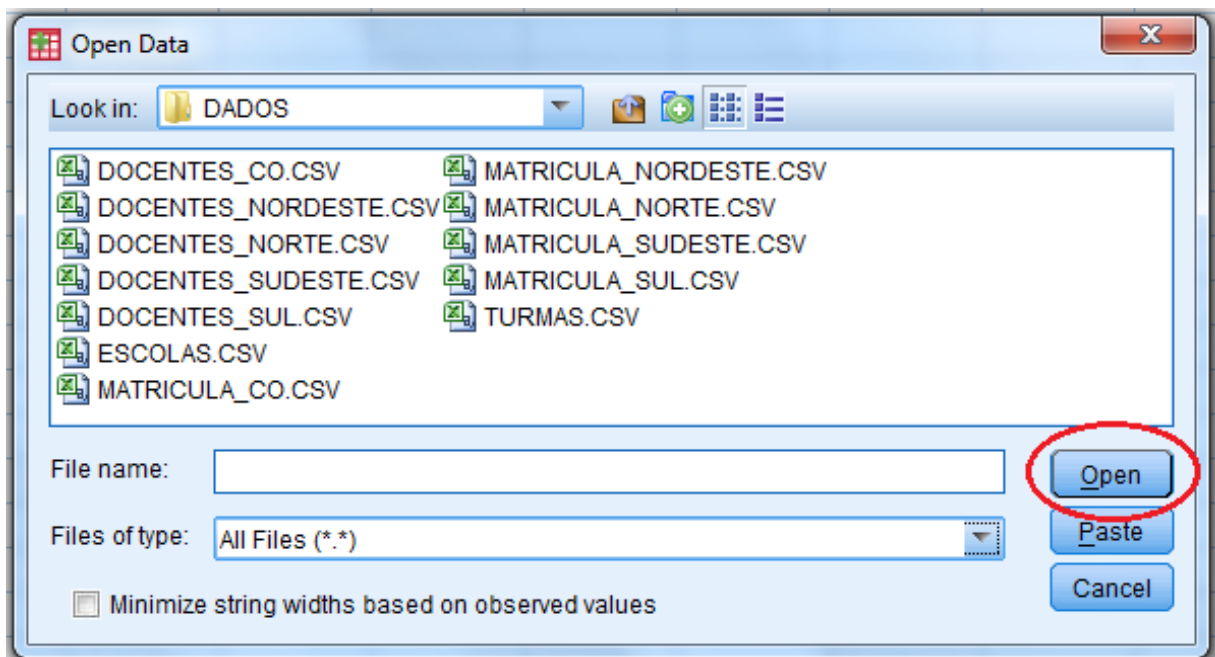 Open Data
Look in: DADOS
DOCENTES_CO.CSV
DOCENTES_NORDESTE.CSV
DOCENTES_NORTE.CSV
DOCENTES_SUDESTE.CSV
DOCENTES_SUL.CSV
ESCOLAS.CSV
MATRICULA_CO.CSV
MATRICULA_NORDESTE.CSV
MATRICULA_NORTE.CSV
MATRICULA_SUDESTE.CSV
MATRICULA_SUL.CSV
TURMAS.CSV
File name:
Open
Files of type: All Files (*.*)
Paste
Minimize string widths based on observed values
Cancel